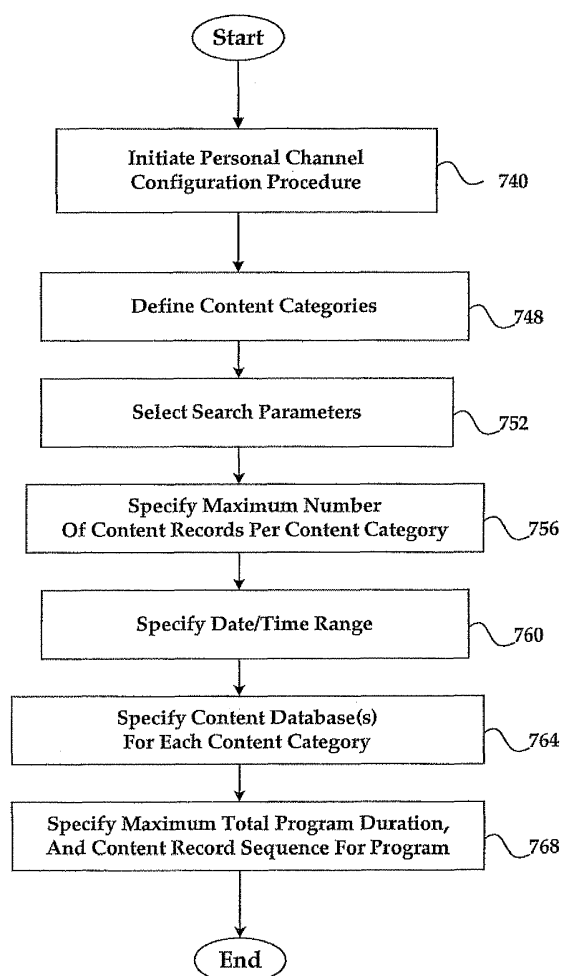 Start
Initiate Personal Channel
Configuration Procedure
740
Define Content Categories
748
Select Search Parameters
752
Specify Maximum Number
Of Content Records Per Content Category
756
Specify Date/Time Range
760
Specify Content Database(s)
For Each Content Category
764
Specify Maximum Total Program Duration,
And Content Record Sequence For Program
768
End